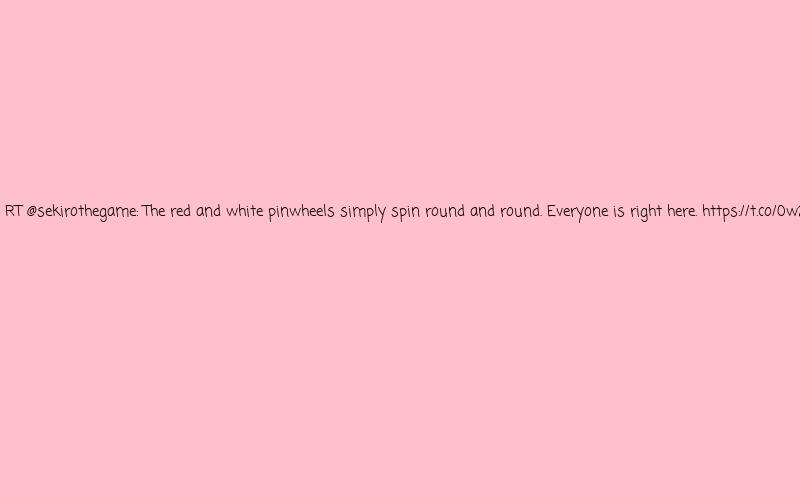 RT @sekirothegame: The red and white pinwheels simply spin round and round. Everyone is right here. https://t.co/0w